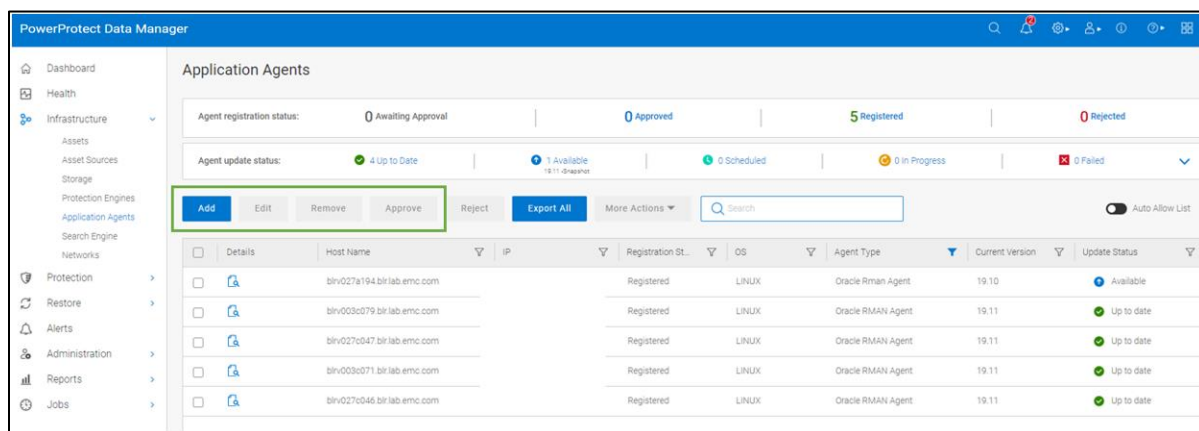 PowerProtect Data Manager
2
Dashboard
Health
Infrastructure
Assets
Asset Sources
Storage
Protection Engines
Application Agents
Search Engine
Networks
Protection
Restore
Alerts
Administration
Reports
Jobs
Application Agents
Agent registration status: 0 Awaiting Approval 0 Approved 5 Registered 0 Rejected
Agent update status: 4 Up to Date 1 Available 0 Scheduled 0 In Progress 0 Failed
19.11 -Snapshot
Add Edit Remove Approve Reject Export All More Actions Search Auto Allow List
Details Host Name IP Registration St... OS Agent Type Current Version Update Status
blrv027a194.blr.lab.emc.com Registered LINUX Oracle Rman Agent 19.10 Available
blrv003c079.blr.lab.emc.com Registered LINUX Oracle RMAN Agent 19.11 Up to date
blrv027c047.blr.lab.emc.com Registered LINUX Oracle RMAN Agent 19.11 Up to date
blrv003c071.blr.lab.emc.com Registered LINUX Oracle RMAN Agent 19.11 Up to date
blrv027c046.blr.lab.emc.com Registered LINUX Oracle RMAN Agent 19.11 Up to date